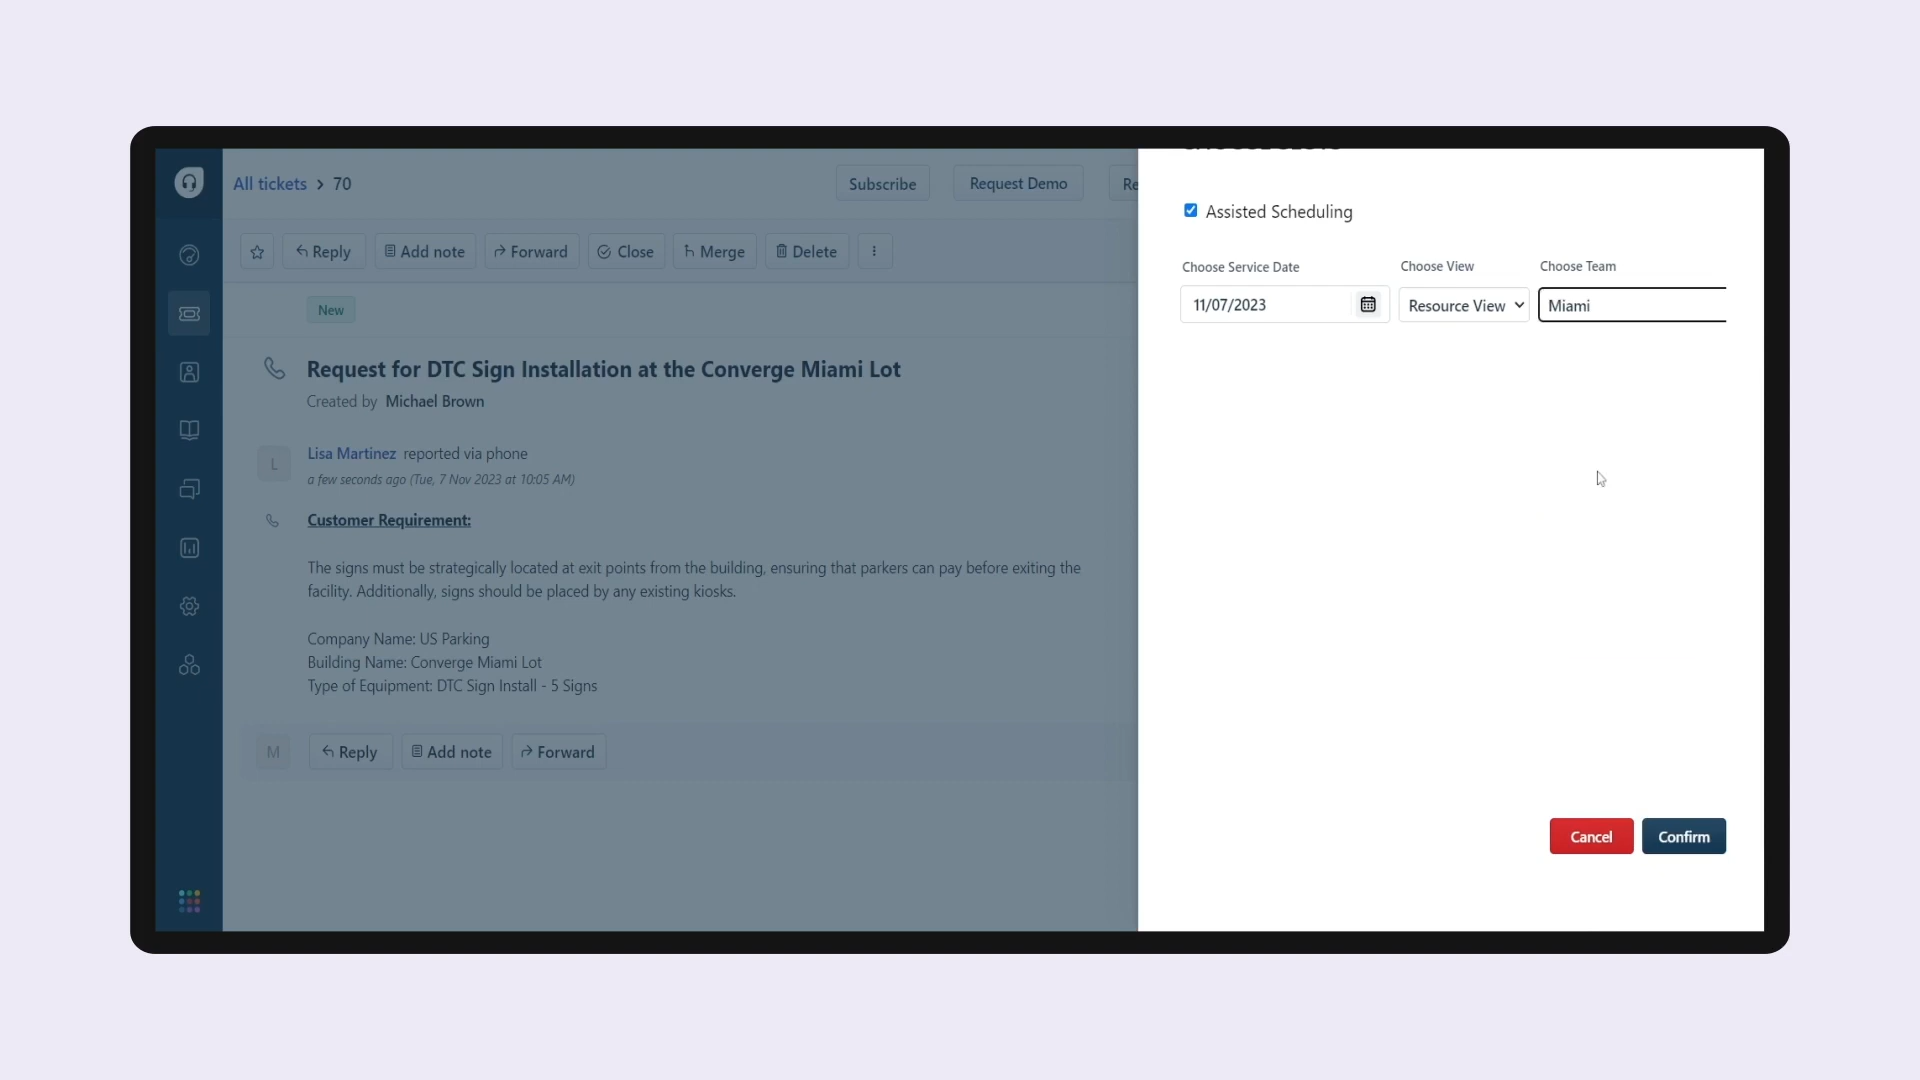 All tickets > 70
Subscribe
Request Demo
Re
Reply
Add note
Forward
Close
Merge
Delete
New
Request for DTC Sign Installation at the Converge Miami Lot
Created by Michael Brown
L
Lisa Martinez reported via phone
a few seconds ago (Tue, 7 Nov 2023 at 10:05 AM)
Customer Requirement:
The signs must be strategically located at exit points from the building, ensuring that parkers can pay before exiting the
facility. Additionally, signs should be placed by any existing kiosks.
Company Name: US Parking
Building Name: Converge Miami Lot
Type of Equipment: DTC Sign Install - 5 Signs
M
Reply
Add note
Forward
Assisted Scheduling
Choose Service Date
Choose View
Choose Team
11/07/2023
Resource View
Miami
Cancel
Confirm